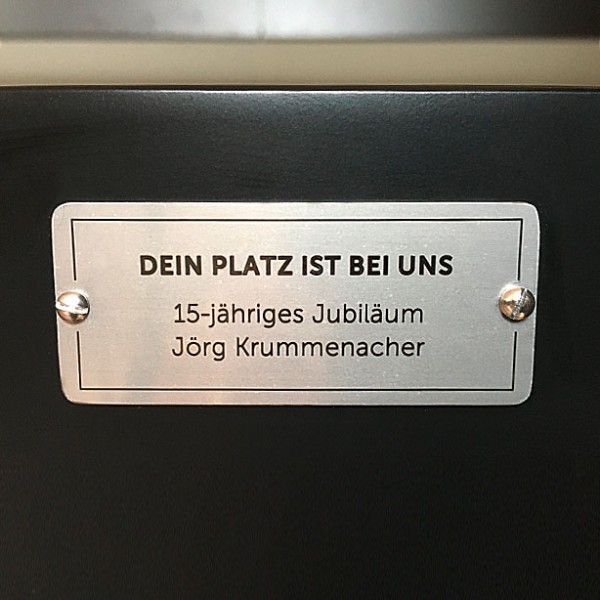 DEIN PLATZ IST BEI UNS
15-jähriges Jubiläum
Jörg Krummenacher